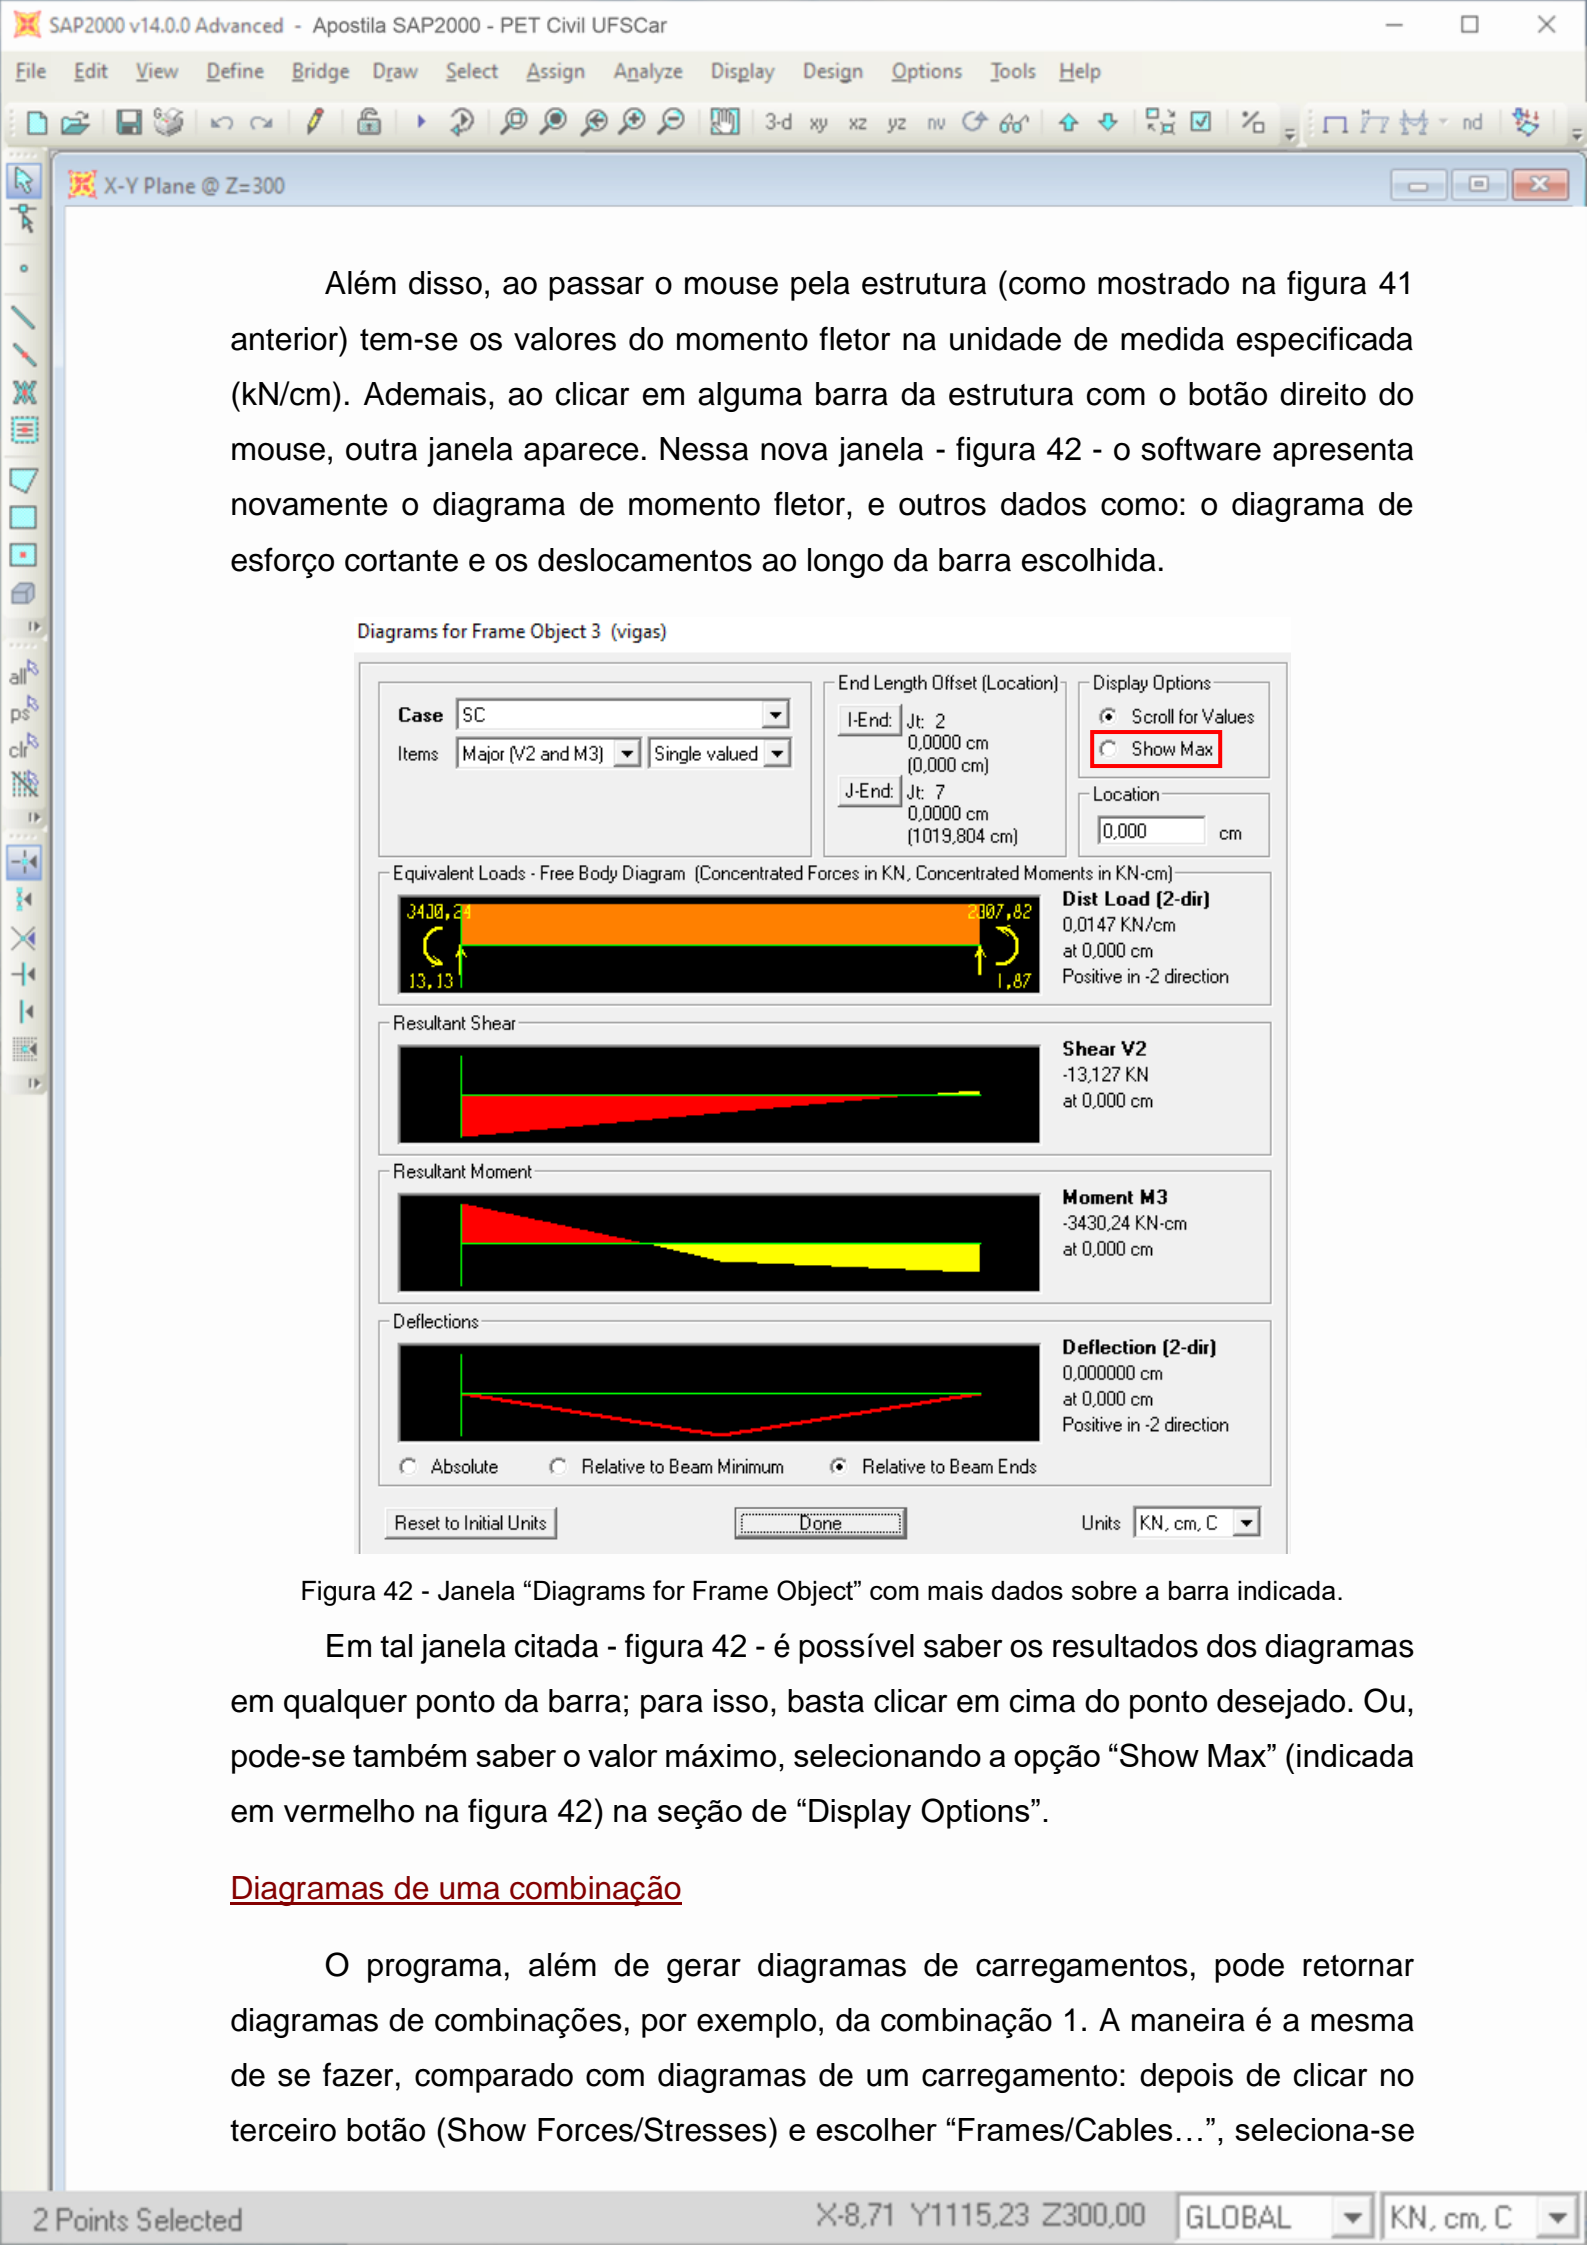 SAP2000 v14.0.0 Advanced - Apostila SAP2000 - PET Civil UFSCar
File Edit View Define Bridge Draw Select Assign Analyze Display Design Options Tools Help
3-d xy xz yz nv nd
X-Y Plane @ Z=300
all
ps
clr
Além disso, ao passar o mouse pela estrutura (como mostrado na figura 41
anterior) tem-se os valores do momento fletor na unidade de medida especificada
(kN/cm). Ademais, ao clicar em alguma barra da estrutura com o botão direito do
mouse, outra janela aparece. Nessa nova janela - figura 42 - o software apresenta
novamente o diagrama de momento fletor, e outros dados como: o diagrama de
esforço cortante e os deslocamentos ao longo da barra escolhida.
Diagrams for Frame Object 3 (vigas)
Case SC
Items Major (V2 and M3) Single valued
End Length Offset (Location)
I-End: Jt: 2
0,0000 cm
(0,000 cm)
J-End: Jt: 7
0,0000 cm
(1019,804 cm)
Display Options
Scroll for Values
Show Max
Location
0,000 cm
Equivalent Loads - Free Body Diagram (Concentrated Forces in KN, Concentrated Moments in KN-cm)
3430,24 2307,82
13,13 1,87
Dist Load (2-dir)
0,0147 KN/cm
at 0,000 cm
Positive in -2 direction
Resultant Shear
Shear V2
-13,127 KN
at 0,000 cm
Resultant Moment
Moment M3
-3430,24 KN-cm
at 0,000 cm
Deflections
Deflection (2-dir)
0,000000 cm
at 0,000 cm
Positive in -2 direction
Absolute Relative to Beam Minimum Relative to Beam Ends
Reset to Initial Units Done Units KN, cm, C
Figura 42 - Janela “Diagrams for Frame Object” com mais dados sobre a barra indicada.
Em tal janela citada - figura 42 - é possível saber os resultados dos diagramas
em qualquer ponto da barra; para isso, basta clicar em cima do ponto desejado. Ou,
pode-se também saber o valor máximo, selecionando a opção “Show Max” (indicada
em vermelho na figura 42) na seção de “Display Options”.
Diagramas de uma combinação
O programa, além de gerar diagramas de carregamentos, pode retornar
diagramas de combinações, por exemplo, da combinação 1. A maneira é a mesma
de se fazer, comparado com diagramas de um carregamento: depois de clicar no
terceiro botão (Show Forces/Stresses) e escolher “Frames/Cables…”, seleciona-se
2 Points Selected X-8,71 Y1115,23 Z300,00 GLOBAL KN, cm, C